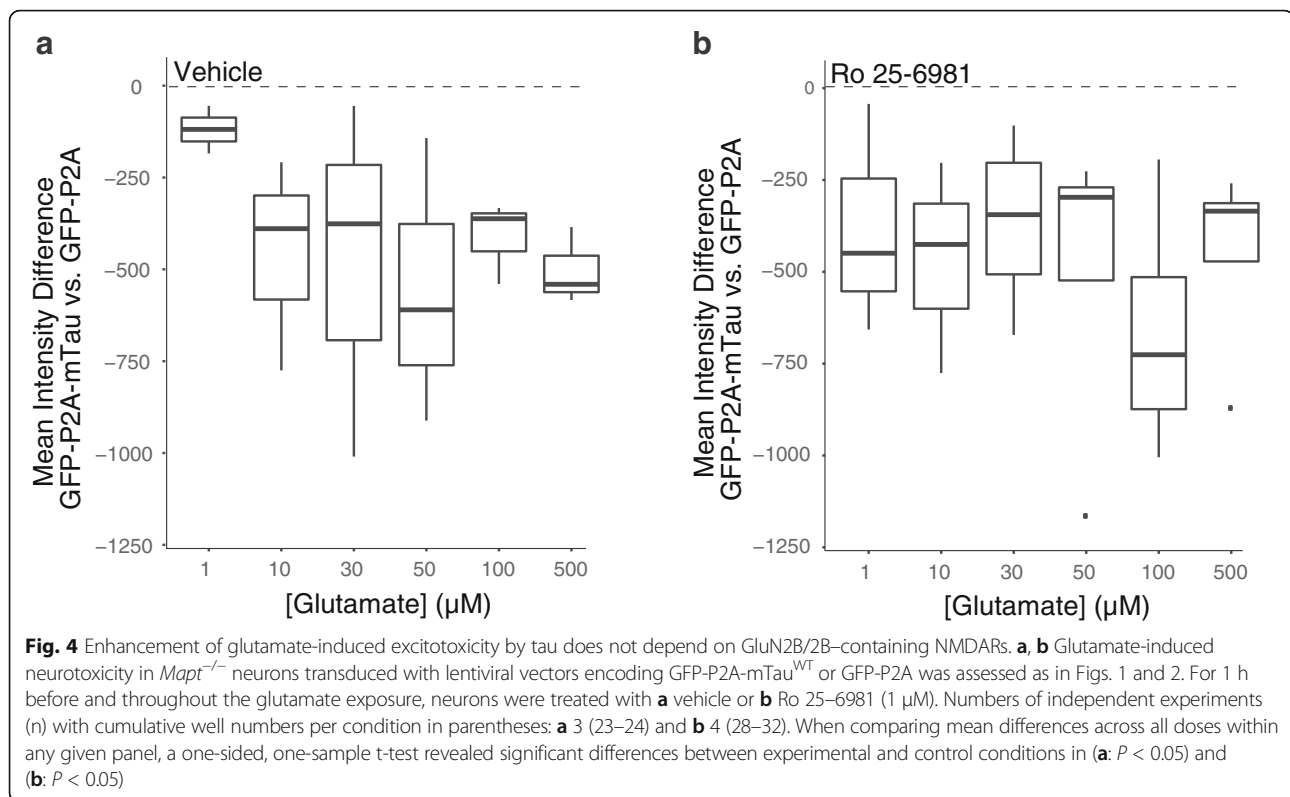 a
Vehicle
Mean Intensity Difference
GFP-P2A-mTau vs. GFP-P2A
0
−250
−500
−750
−1000
−1250
1 10 30 50 100 500
[Glutamate] (µM)
b
Ro 25-6981
Mean Intensity Difference
GFP-P2A-mTau vs. GFP-P2A
0
−250
−500
−750
−1000
−1250
1 10 30 50 100 500
[Glutamate] (µM)
Fig. 4 Enhancement of glutamate-induced excitotoxicity by tau does not depend on GluN2B/2B–containing NMDARs. a, b Glutamate-induced
neurotoxicity in Mapt−/− neurons transduced with lentiviral vectors encoding GFP-P2A-mTauWT or GFP-P2A was assessed as in Figs. 1 and 2. For 1 h
before and throughout the glutamate exposure, neurons were treated with a vehicle or b Ro 25–6981 (1 μM). Numbers of independent experiments
(n) with cumulative well numbers per condition in parentheses: a 3 (23–24) and b 4 (28–32). When comparing mean differences across all doses within
any given panel, a one-sided, one-sample t-test revealed significant differences between experimental and control conditions in (a: P < 0.05) and
(b: P < 0.05)